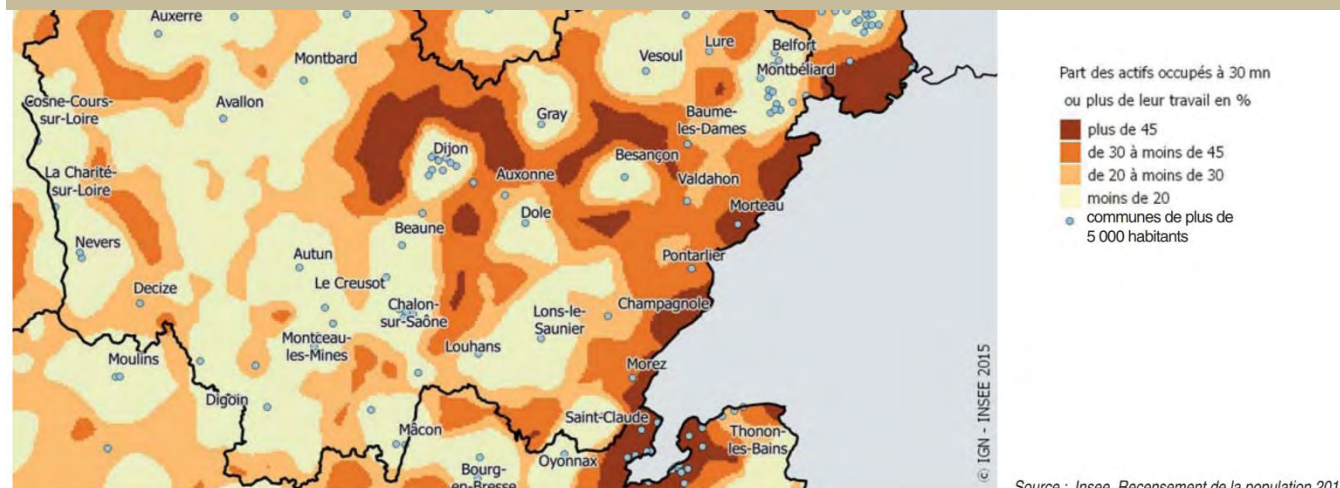 Auxerre
Lure
Belfort
Vesoul
Montbard
Montbéliard
Cosne-Cours-
sur-Loire
Avallon
Gray
Baume-
les-Dames
Dijon
Besançon
La Charité-
sur-Loire
Auxonne
Valdahon
Dole
Morteau
Beaune
Nevers
Autun
Pontarlier
Le Creusot
Decize
Chalon-
sur-Saône
Lons-le-
Saunier
Champagnole
Montceau-
les-Mines
Louhans
Moulins
Morez
Digoin
Saint-Claude
Mâcon
Thonon-
les-Bains
Bourg-
en-Bresse
Oyonnax
© IGN - INSEE 2015
Part des actifs occupés à 30 mn
ou plus de leur travail en %
plus de 45
de 30 à moins de 45
de 20 à moins de 30
moins de 20
communes de plus de
5 000 habitants
Source : Insee, Recensement de la population 201